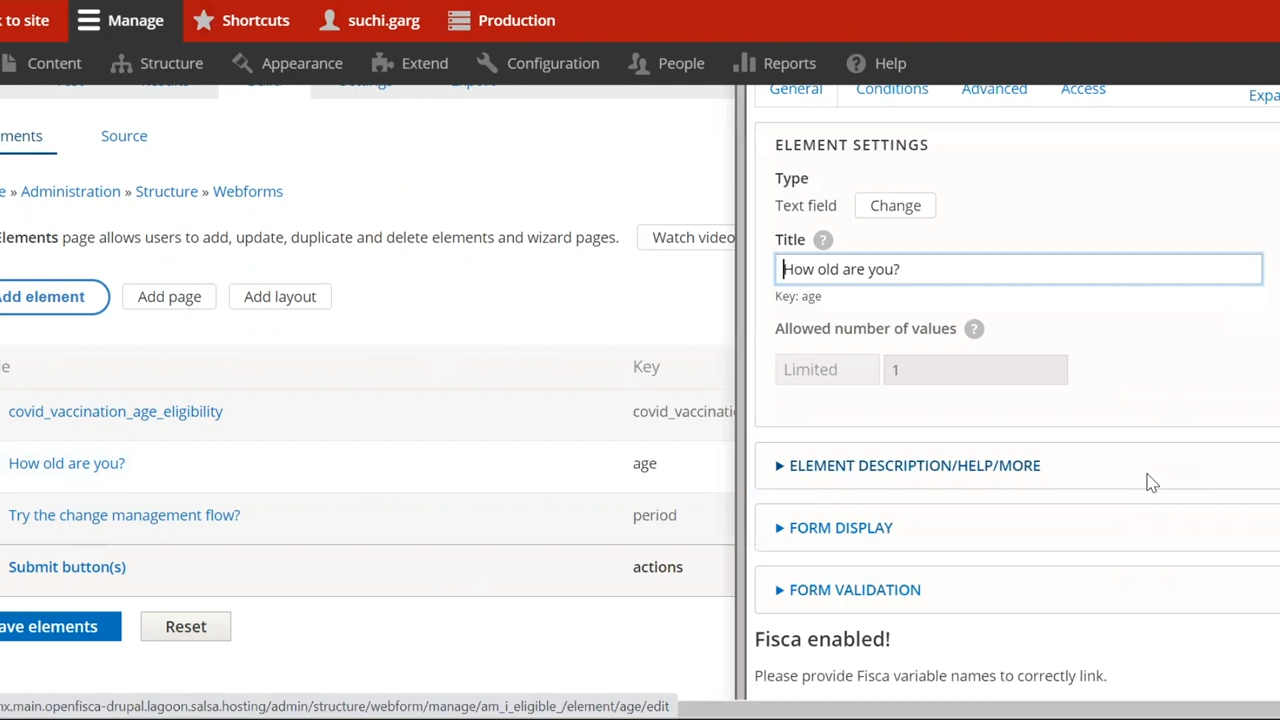 k to site Manage Shortcuts suchi.garg Production
Content Structure Appearance Extend Configuration People Reports Help
General Conditions Advanced Access
Expa
ments Source
e » Administration » Structure » Webforms
Elements page allows users to add, update, duplicate and delete elements and wizard pages. Watch video
Add element Add page Add layout
le Key
covid_vaccination_age_eligibility covid_vaccinati
How old are you? age
Try the change management flow? period
Submit button(s) actions
ave elements Reset
ELEMENT SETTINGS
Type
Text field Change
Title ?
How old are you?
Key: age
Allowed number of values ?
Limited 1
ELEMENT DESCRIPTION/HELP/MORE
FORM DISPLAY
FORM VALIDATION
Fisca enabled!
Please provide Fisca variable names to correctly link.
nx.main.openfisca-drupal.lagoon.salsa.hosting/admin/structure/webform/manage/am_i_eligible_/element/age/edit